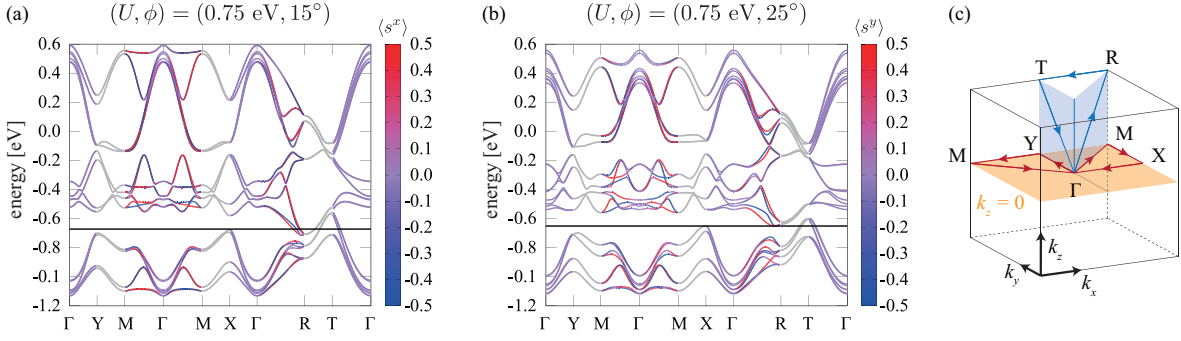 (a)
(U, ϕ) = (0.75 eV, 15°)
⟨s^x⟩
energy [eV]
0.6
0.4
0.2
0.0
-0.2
-0.4
-0.6
-0.8
-1.0
-1.2
Γ Y M Γ M X Γ R T Γ
0.5
0.4
0.3
0.2
0.1
0.0
-0.1
-0.2
-0.3
-0.4
-0.5
(b)
(U, ϕ) = (0.75 eV, 25°)
⟨s^y⟩
energy [eV]
0.6
0.4
0.2
0.0
-0.2
-0.4
-0.6
-0.8
-1.0
-1.2
Γ Y M Γ M X Γ R T Γ
0.5
0.4
0.3
0.2
0.1
0.0
-0.1
-0.2
-0.3
-0.4
-0.5
(c)
T R
M Y M X
Γ
k_z = 0
k_z
k_y k_x